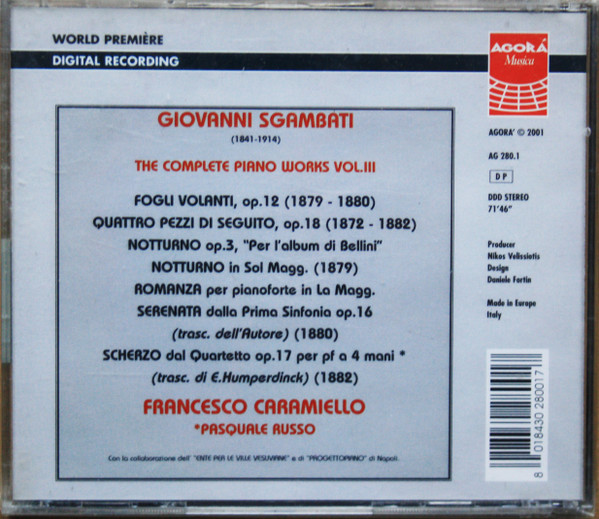 WORLD PREMIÈRE
DIGITAL RECORDING
AGORÁ
Musica
GIOVANNI SGAMBATI
(1841-1914)
THE COMPLETE PIANO WORKS VOL.III
FOGLI VOLANTI, op.12 (1879 - 1880)
QUATTRO PEZZI DI SEGUITO, op.18 (1872 - 1882)
NOTTURNO op.3, "Per l'album di Bellini"
NOTTURNO in Sol Magg. (1879)
ROMANZA per pianoforte in La Magg.
SERENATA dalla Prima Sinfonia op.16
(trasc. dell'Autore) (1880)
SCHERZO dal Quartetto op.17 per pf a 4 mani *
(trasc. di E.Humperdinck) (1882)
FRANCESCO CARAMIELLO
*PASQUALE RUSSO
Con la collaborazione dell' "ENTE PER LE VILLE VESUVIANE" e di "PROGETTOPIANO" di Napoli.
AGORA' © 2001
AG 280.1
DP
DDD STEREO
71'46"
Producer
Nikos Velissiotis
Design
Daniele Fortin
Made in Europe
Italy
8 018430 280017